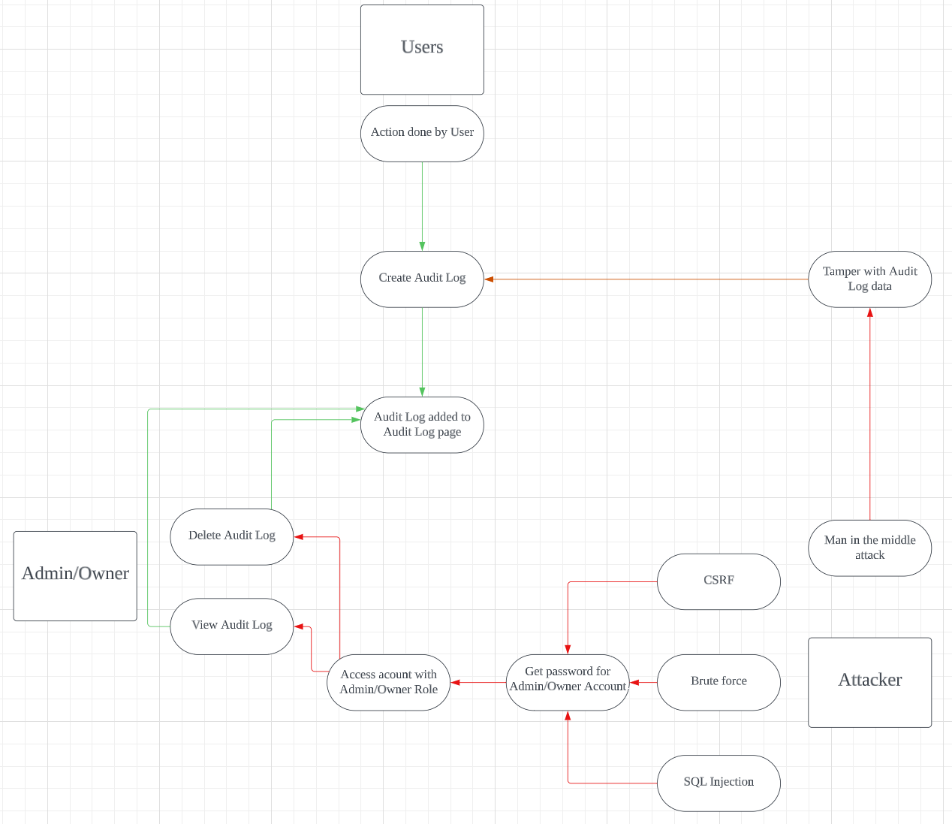 Users
Action done by User
Create Audit Log
Tamper with Audit
Log data
Audit Log added to
Audit Log page
Delete Audit Log
Admin/Owner
View Audit Log
Man in the middle
attack
CSRF
Access acount with
Admin/Owner Role
Get password for
Admin/Owner Account
Brute force
Attacker
SQL Injection